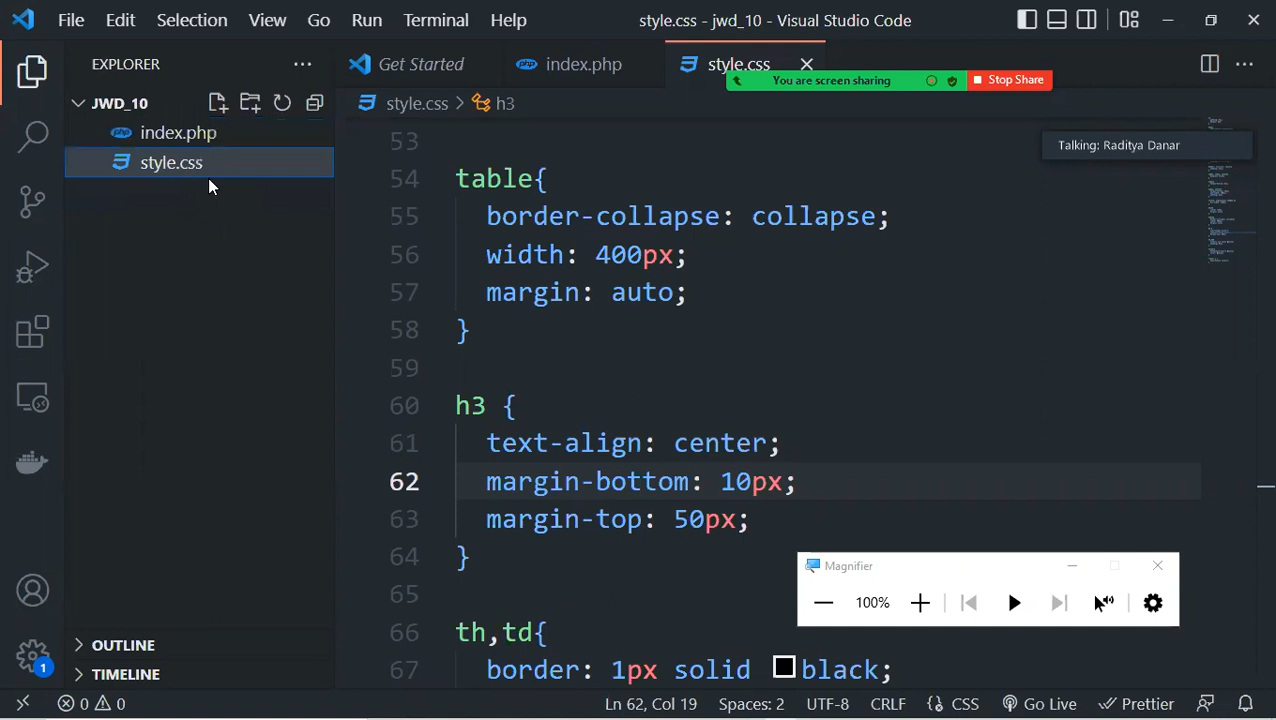 File Edit Selection View Go Run Terminal Help style.css - jwd_10 - Visual Studio Code
EXPLORER
Get Started
index.php
style.css
You are screen sharing
Stop Share
JWD_10
index.php
style.css
style.css > h3
Talking: Raditya Danar
53
54 table{
55 border-collapse: collapse;
56 width: 400px;
57 margin: auto;
58 }
59
60 h3 {
61 text-align: center;
62 margin-bottom: 10px;
63 margin-top: 50px;
64 }
65
66 th,td{
67 border: 1px solid black;
Magnifier
100%
OUTLINE
TIMELINE
1
0 0 Ln 62, Col 19 Spaces: 2 UTF-8 CRLF CSS Go Live Prettier